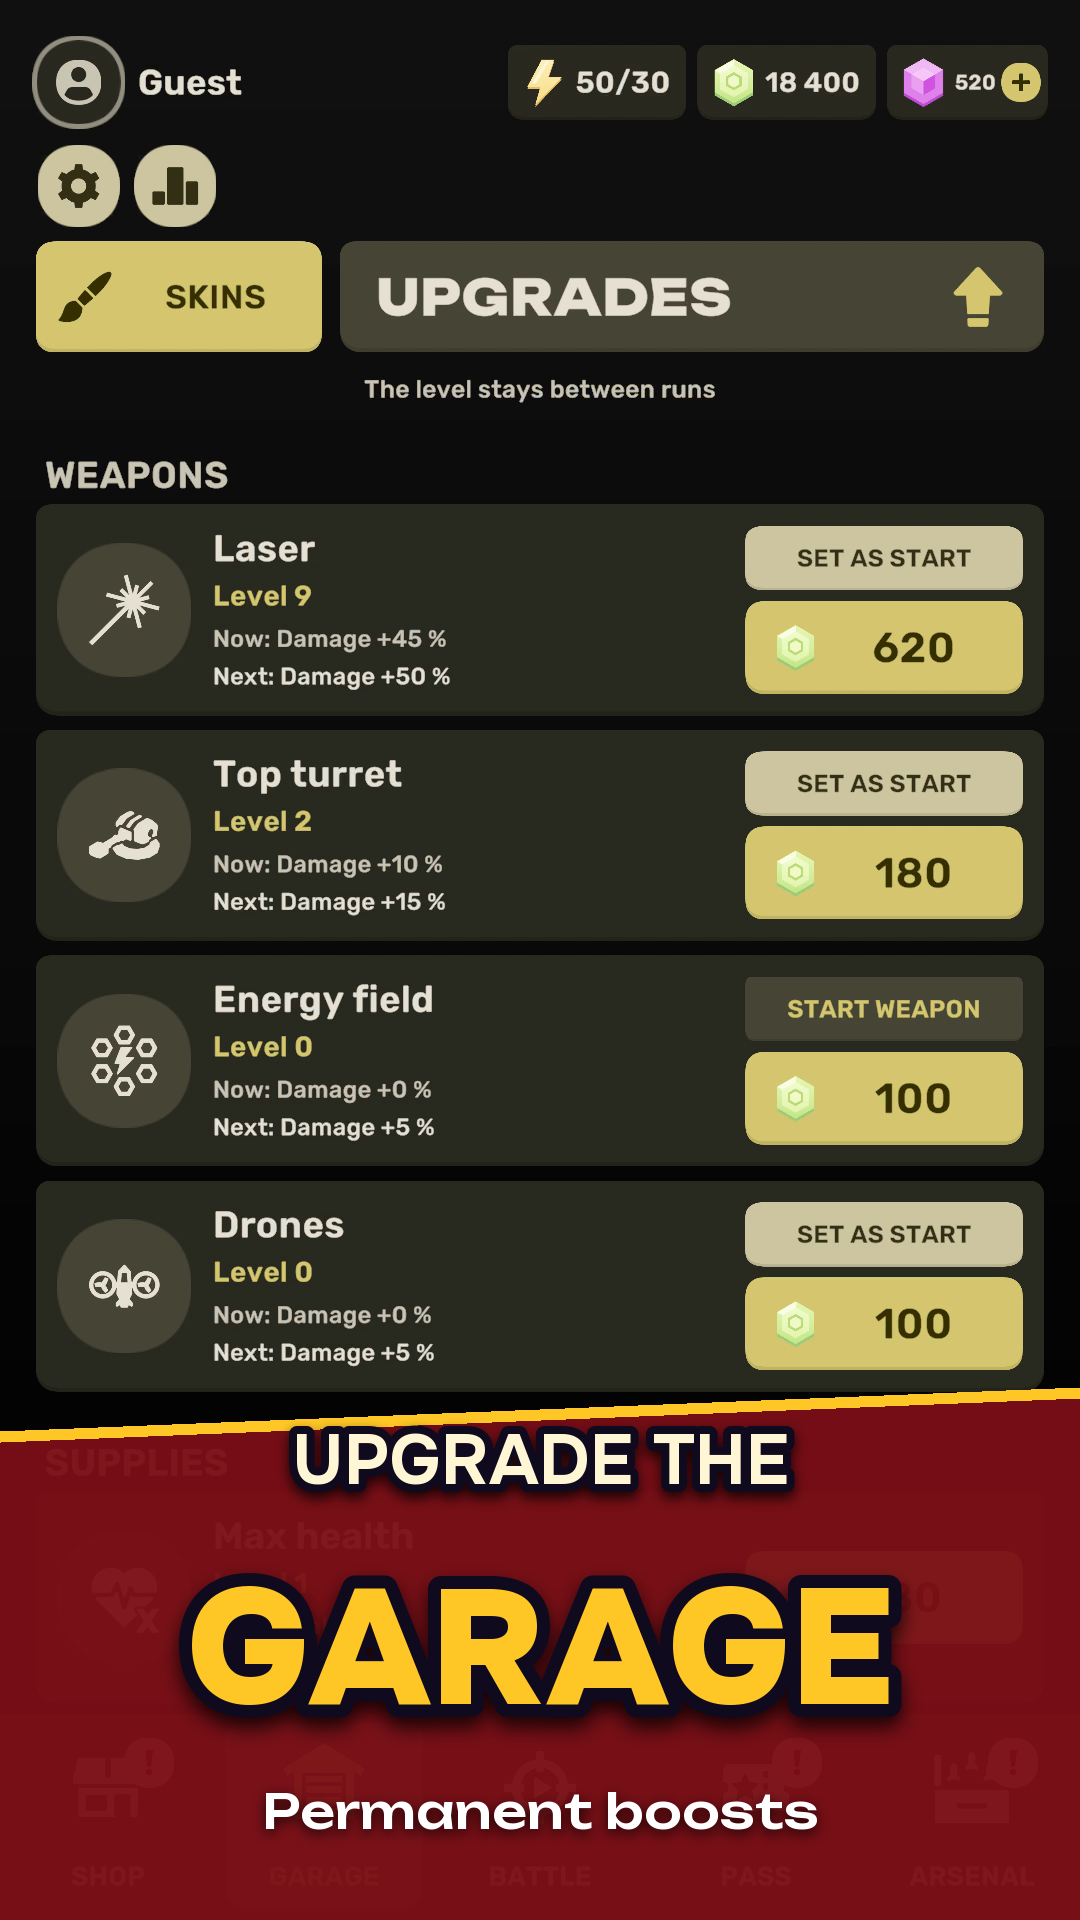 Guest
50/30
18 400
520
SKINS
UPGRADES
The level stays between runs
WEAPONS
Laser
Level 9
Now: Damage +45 %
Next: Damage +50 %
SET AS START
620
Top turret
Level 2
Now: Damage +10 %
Next: Damage +15 %
SET AS START
180
Energy field
Level 0
Now: Damage +0 %
Next: Damage +5 %
START WEAPON
100
Drones
Level 0
Now: Damage +0 %
Next: Damage +5 %
SET AS START
100
SUPPLIES
UPGRADE THE
Max health
GARAGE
Permanent boosts
SHOP
GARAGE
BATTLE
PASS
ARSENAL